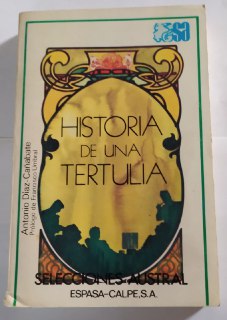 HISTORIA
DE UNA
TERTULIA
Antonio Díaz-Cañabate
Prólogo de Francisco Umbral
SELECCIONES AUSTRAL
ESPASA-CALPE, S.A.